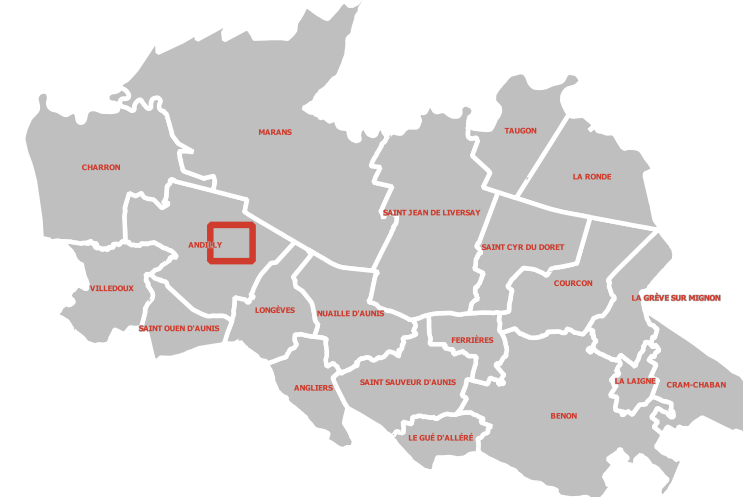 TAUGON
MARANS
CHARRON
LA RONDE
SAINT JEAN DE LIVERSAY
ANDILLY
SAINT CYR DU DORET
COURCON
VILLEDOUX
LA GRÈVE SUR MIGNON
LONGÈVES
NUAILLE D'AUNIS
SAINT OUEN D'AUNIS
FERRIÈRES
SAINT SAUVEUR D'AUNIS
LA LAIGNE
CRAM-CHABAN
ANGLIERS
BENON
LE GUÉ D'ALLÉRÉ